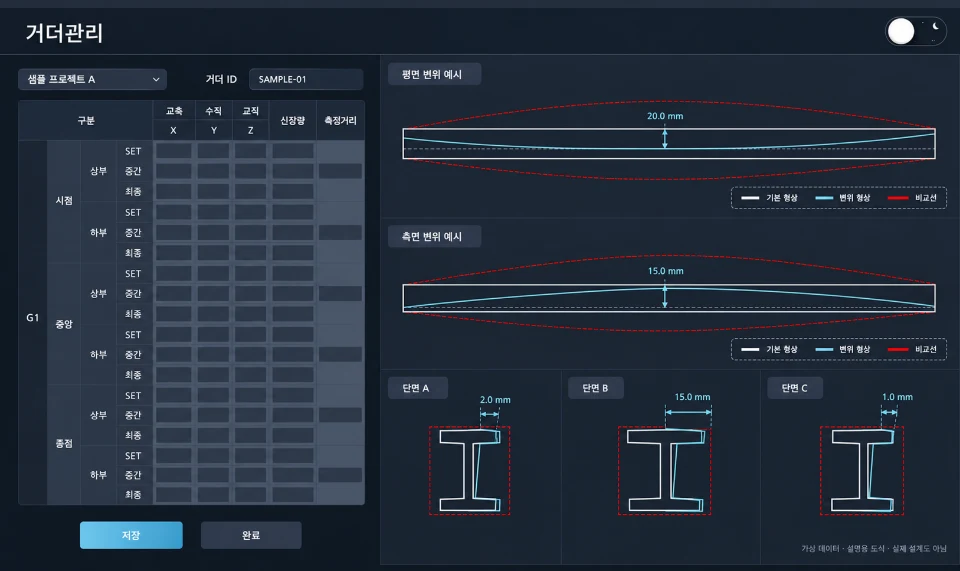 거더관리
샘플 프로젝트 A
거더 ID
SAMPLE-01
구분
교축
수직
교직
신장량
측정거리
X
Y
Z
G1
시점
상부
SET
중간
최종
하부
SET
중간
최종
중앙
상부
SET
중간
최종
하부
SET
중간
최종
종점
상부
SET
중간
최종
하부
SET
중간
최종
저장
완료
평면 변위 예시
20.0 mm
기본 형상
변위 형상
비교선
측면 변위 예시
15.0 mm
기본 형상
변위 형상
비교선
단면 A
2.0 mm
단면 B
15.0 mm
단면 C
1.0 mm
가상 데이터 · 설명용 도식 · 실제 설계도 아님